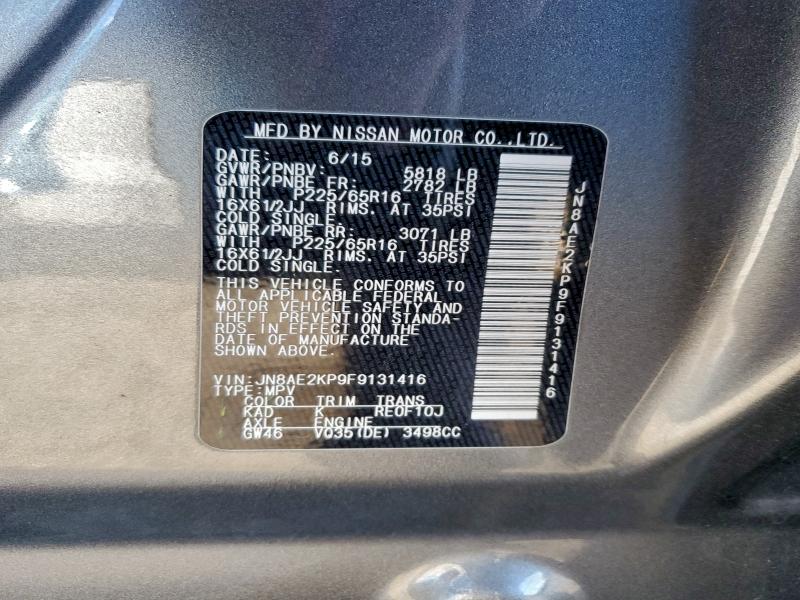 MFD BY NISSAN MOTOR CO.,LTD.
DATE: 6/15
GVWR/PNBV: 5818 LB
GAWR/PNBE FR: 2782 LB
WITH P225/65R16 TIRES
16X61/2JJ RIMS. AT 35PSI
COLD SINGLE.
GAWR/PNBE RR: 3071 LB
WITH P225/65R16 TIRES
16X61/2JJ RIMS. AT 35PSI
COLD SINGLE.
THIS VEHICLE CONFORMS TO
ALL APPLICABLE FEDERAL
MOTOR VEHICLE SAFETY AND
THEFT PREVENTION STANDA-
RDS IN EFFECT ON THE
DATE OF MANUFACTURE
SHOWN ABOVE.
VIN:JN8AE2KP9F9131416
TYPE:MPV
COLOR TRIM TRANS
KAD K RE0F10J
AXLE ENGINE
GW46 VQ35(DE) 3498CC
JN8AE2KP9F9131416